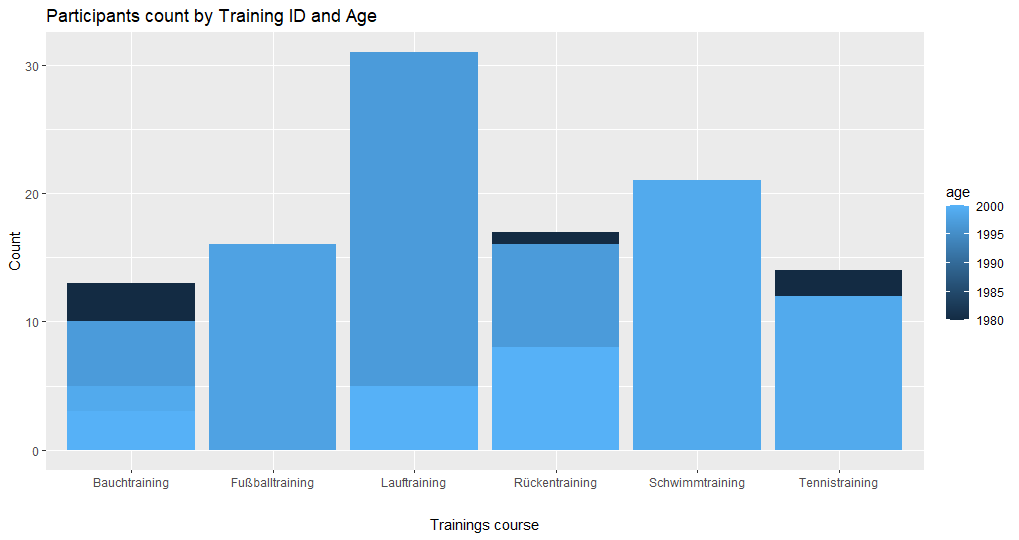 Participants count by Training ID and Age
Count
30
20
10
0
Bauchtraining Fußballtraining Lauftraining Rückentraining Schwimmtraining Tennistraining
Trainings course
age
2000
1995
1990
1985
1980